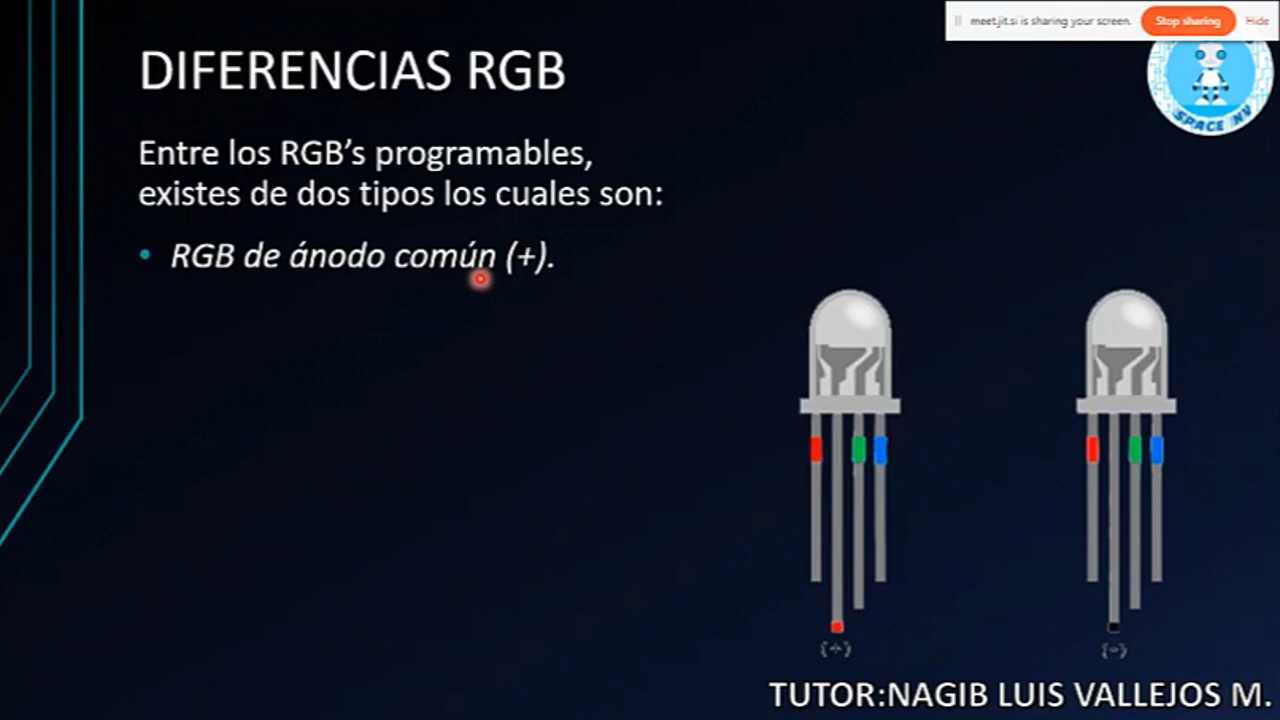 meet.jit.si is sharing your screen. Stop sharing Hide
DIFERENCIAS RGB
SPACE NV
Entre los RGB’s programables,
existes de dos tipos los cuales son:
• RGB de ánodo común (+).
(+) (-)
TUTOR:NAGIB LUIS VALLEJOS M.